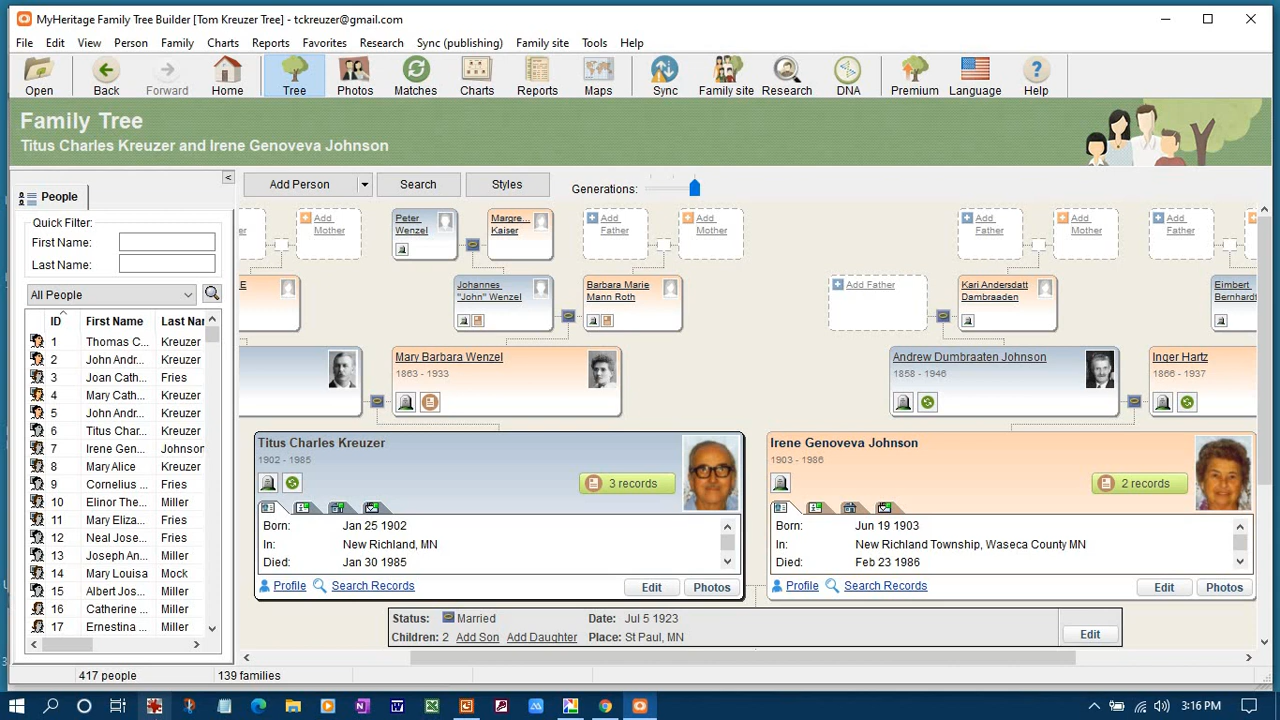 MyHeritage Family Tree Builder [Tom Kreuzer Tree] - tckreuzer@gmail.com
File Edit View Person Family Charts Reports Favorites Research Sync (publishing) Family site Tools Help
Open Back Forward Home Tree Photos Matches Charts Reports Maps Sync Family site Research DNA Premium Language Help
Family Tree
Titus Charles Kreuzer and Irene Genoveva Johnson
<
People
Quick Filter:
First Name:
Last Name:
All People
ID First Name Last Nar
1 Thomas C... Kreuzer
2 John Andr... Kreuzer
3 Joan Cath... Fries
4 Mary Cath... Kreuzer
5 John Andr... Kreuzer
6 Titus Char... Kreuzer
7 Irene Gen... Johnson
8 Mary Alice Kreuzer
9 Cornelius ... Kreuzer
10 Elinor The... Miller
11 Mary Eliza... Fries
12 Neal Jose... Fries
13 Joseph An... Miller
14 Mary Louisa Mock
15 Albert Jos... Miller
16 Catherine ... Miller
17 Ernestina ... Miller
Add Person Search Styles Generations:
Add
Mother
Peter
Wenzel
Margre...
Kaiser
Add
Father
Add
Mother
Add
Father
Add
Mother
Add
Father
Johannes
"John" Wenzel
Barbara Marie
Mann Roth
Add Father
Kari Andersdatt
Dambraaden
Eimbert
Bernhardt
Mary Barbara Wenzel
1863 - 1933
Andrew Dumbraaten Johnson
1858 - 1946
Inger Hartz
1866 - 1937
Titus Charles Kreuzer
1902 - 1985
3 records
Born: Jan 25 1902
In: New Richland, MN
Died: Jan 30 1985
Profile Search Records Edit Photos
Irene Genoveva Johnson
1903 - 1986
2 records
Born: Jun 19 1903
In: New Richland Township, Waseca County MN
Died: Feb 23 1986
Profile Search Records Edit Photos
Status: Married Date: Jul 5 1923
Children: 2 Add Son Add Daughter Place: St Paul, MN
Edit
417 people 139 families
3:16 PM